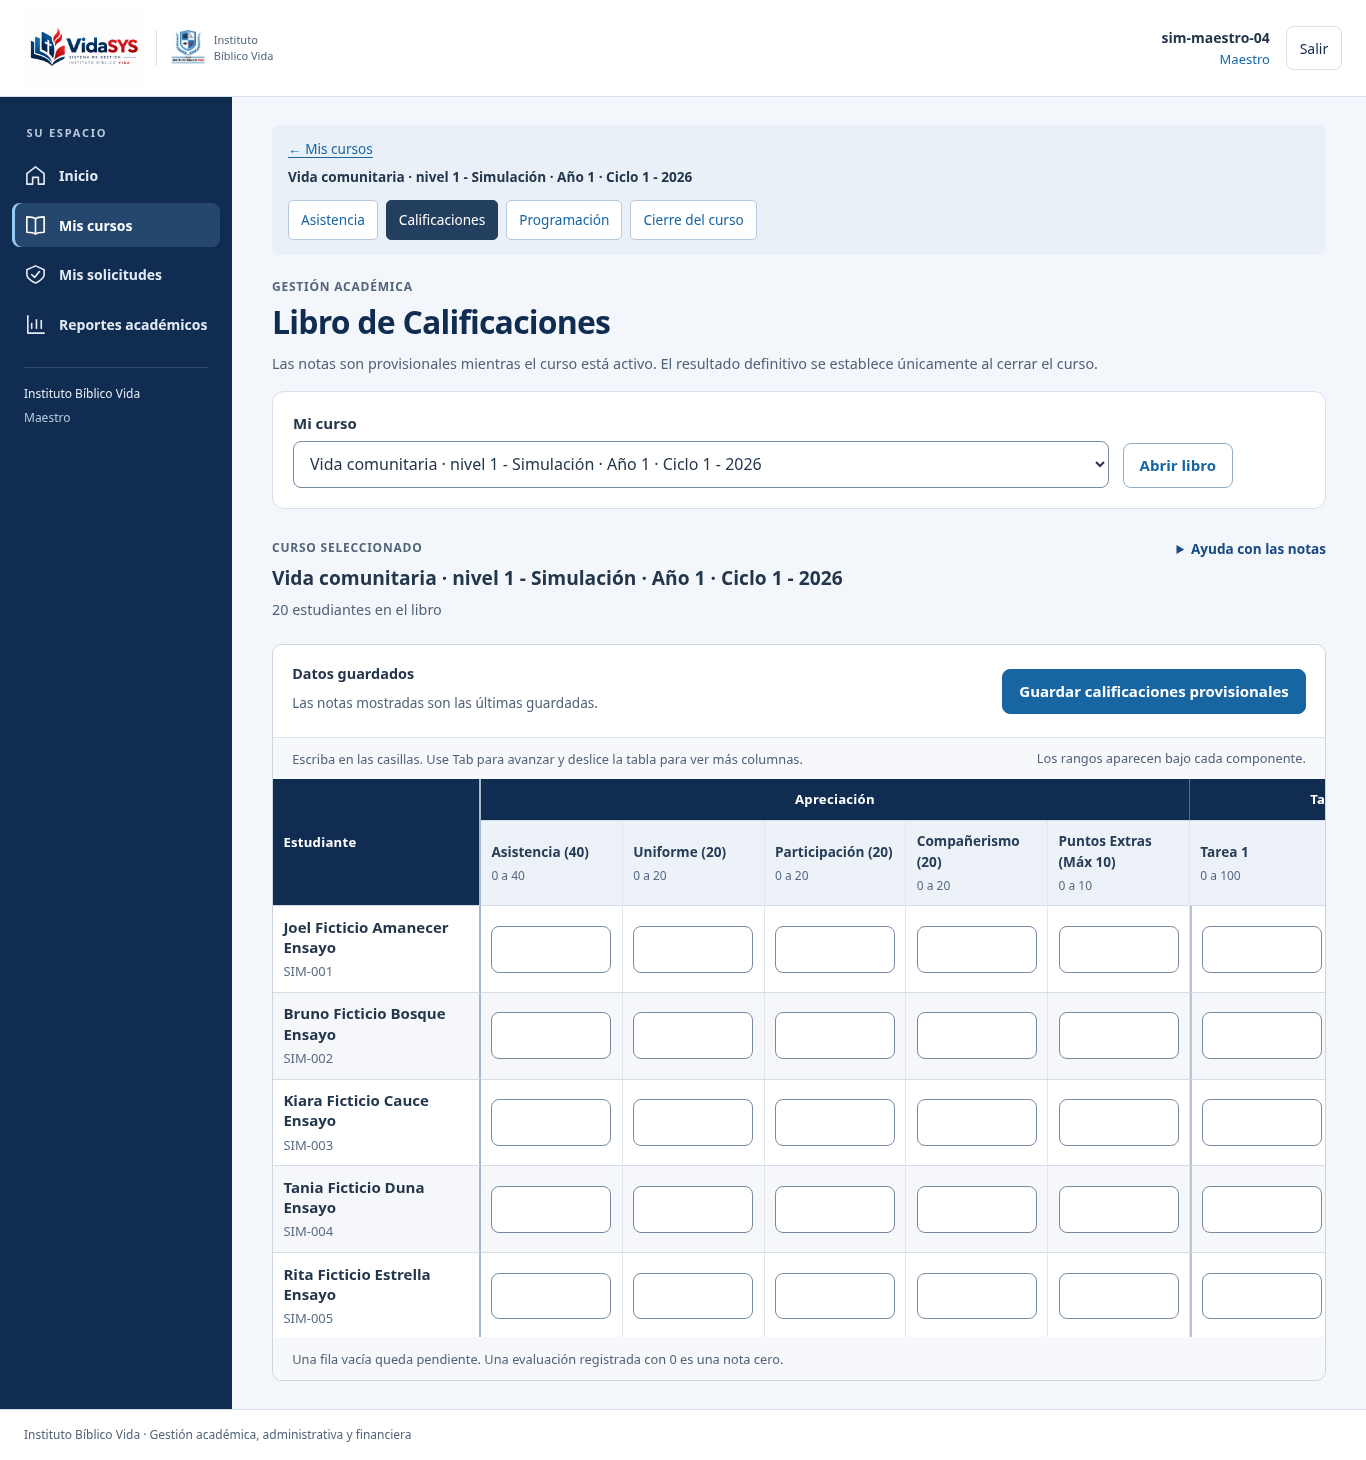 VidaSYS
SISTEMA DE GESTIÓN
INSTITUTO BÍBLICO VIDA
Instituto
Bíblico Vida
sim-maestro-04
Maestro
Salir
SU ESPACIO
Inicio
Mis cursos
Mis solicitudes
Reportes académicos
Instituto Bíblico Vida
Maestro
← Mis cursos
Vida comunitaria · nivel 1 - Simulación · Año 1 · Ciclo 1 - 2026
Asistencia
Calificaciones
Programación
Cierre del curso
GESTIÓN ACADÉMICA
Libro de Calificaciones
Las notas son provisionales mientras el curso está activo. El resultado definitivo se establece únicamente al cerrar el curso.
Mi curso
Vida comunitaria · nivel 1 - Simulación · Año 1 · Ciclo 1 - 2026
Abrir libro
CURSO SELECCIONADO
▶ Ayuda con las notas
Vida comunitaria · nivel 1 - Simulación · Año 1 · Ciclo 1 - 2026
20 estudiantes en el libro
Datos guardados
Las notas mostradas son las últimas guardadas.
Guardar calificaciones provisionales
Escriba en las casillas. Use Tab para avanzar y deslice la tabla para ver más columnas.
Los rangos aparecen bajo cada componente.
Estudiante
Apreciación
Ta
Asistencia (40)
0 a 40
Uniforme (20)
0 a 20
Participación (20)
0 a 20
Compañerismo
(20)
0 a 20
Puntos Extras
(Máx 10)
0 a 10
Tarea 1
0 a 100
Joel Ficticio Amanecer
Ensayo
SIM-001
Bruno Ficticio Bosque
Ensayo
SIM-002
Kiara Ficticio Cauce
Ensayo
SIM-003
Tania Ficticio Duna
Ensayo
SIM-004
Rita Ficticio Estrella
Ensayo
SIM-005
Una fila vacía queda pendiente. Una evaluación registrada con 0 es una nota cero.
Instituto Bíblico Vida · Gestión académica, administrativa y financiera